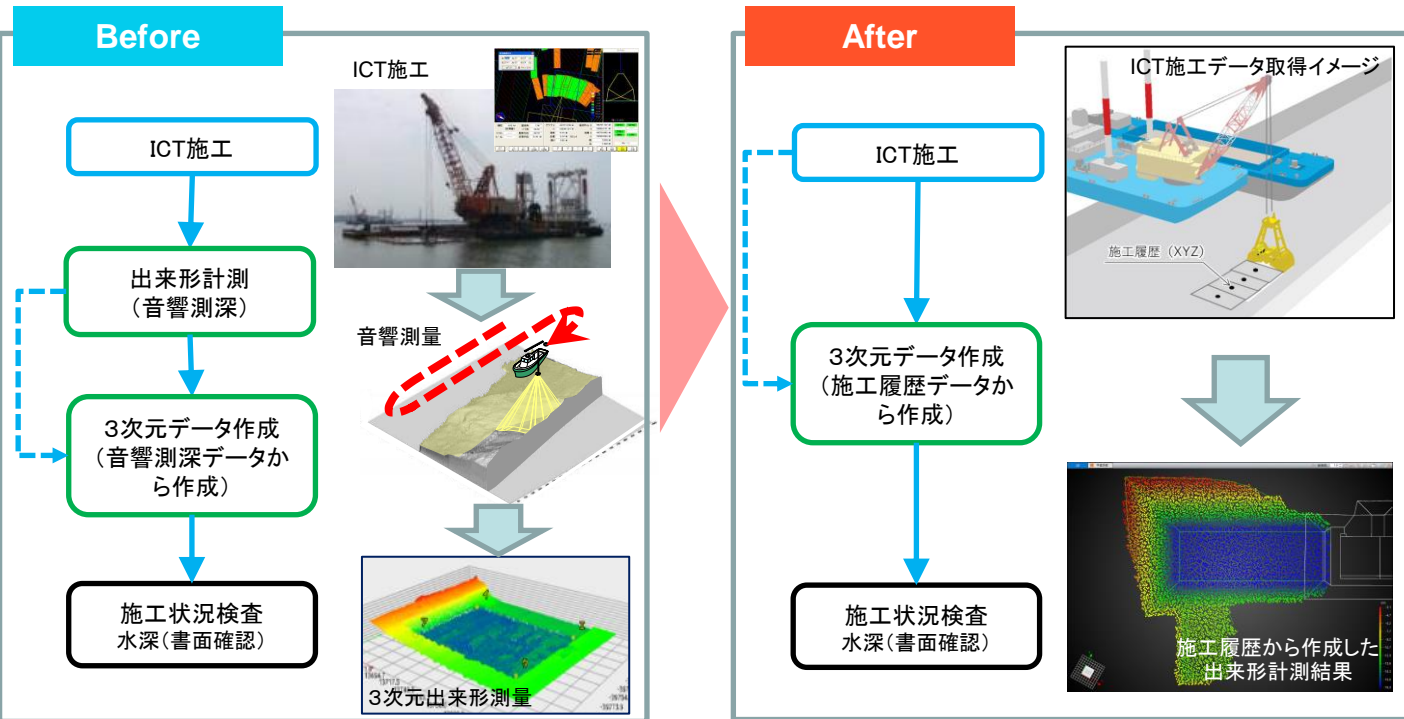 Before
ICT施工
ICT施工
出来形計測
（音響測深）
音響測量
３次元データ作成
（音響測深データか
ら作成）
施工状況検査
水深（書面確認）
３次元出来形測量
After
ICT施工データ取得イメージ
ICT施工
施工履歴 (XYZ)
３次元データ作成
（施工履歴データか
ら作成）
施工状況検査
水深（書面確認）
施工履歴から作成した
出来形計測結果